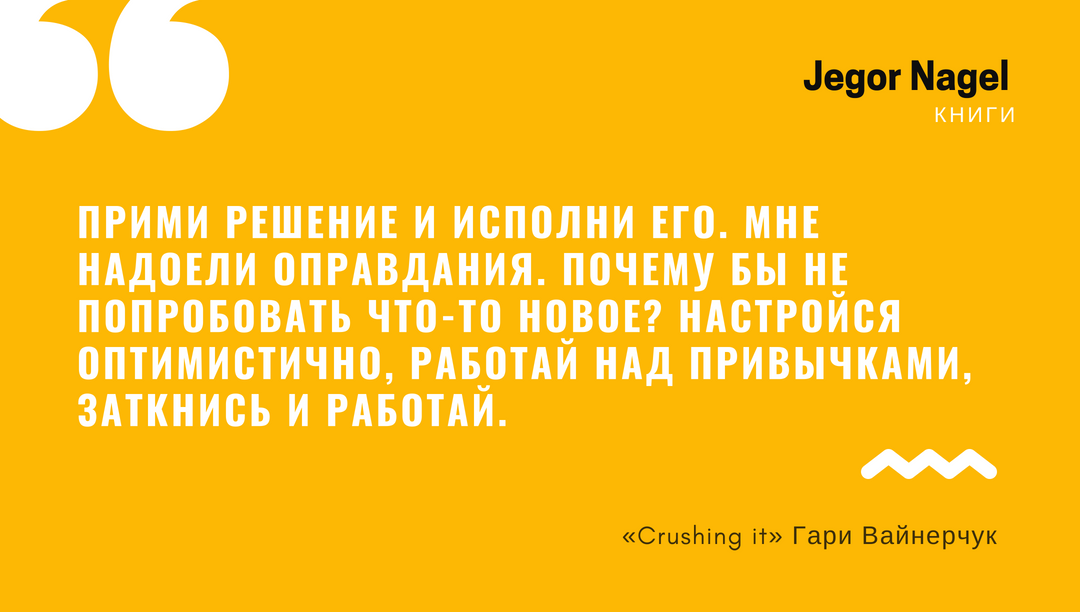 Jegor Nagel
КНИГИ
ПРИМИ РЕШЕНИЕ И ИСПОЛНИ ЕГО. МНЕ
НАДОЕЛИ ОПРАВДАНИЯ. ПОЧЕМУ БЫ НЕ
ПОПРОБОВАТЬ ЧТО-ТО НОВОЕ? НАСТРОЙСЯ
ОПТИМИСТИЧНО, РАБОТАЙ НАД ПРИВЫЧКАМИ,
ЗАТКНИСЬ И РАБОТАЙ.
«Crushing it» Гари Вайнерчук